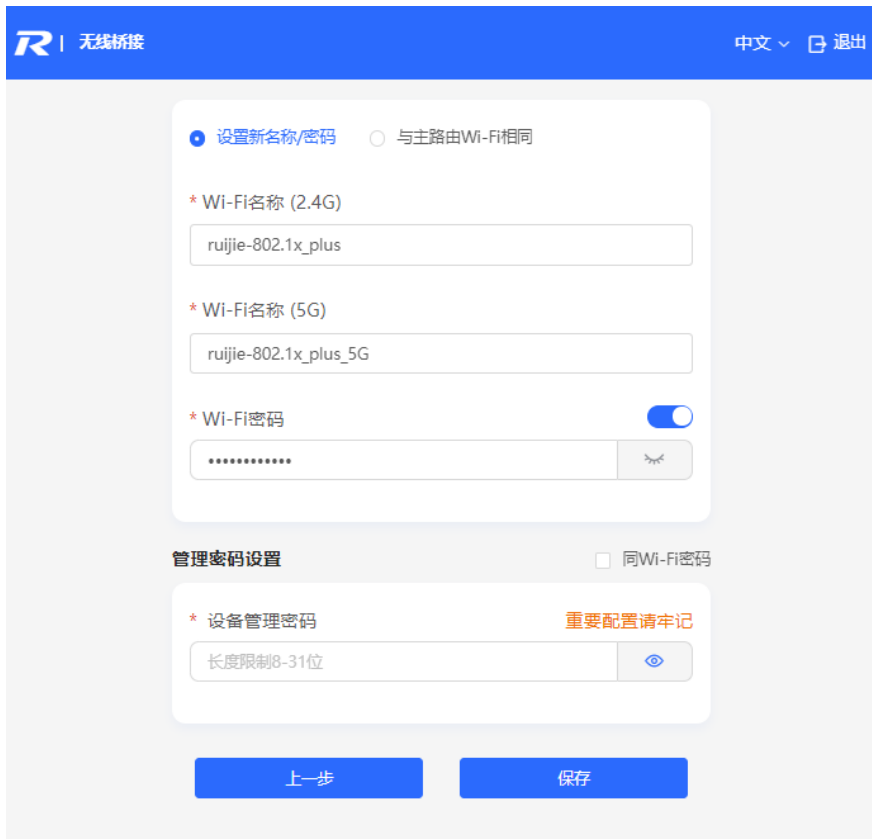 R | 无线桥接 中文 退出
设置新名称/密码 与主路由Wi-Fi相同
* Wi-Fi名称 (2.4G)
ruijie-802.1x_plus
* Wi-Fi名称 (5G)
ruijie-802.1x_plus_5G
* Wi-Fi密码
••••••••••••
管理密码设置 同Wi-Fi密码
* 设备管理密码 重要配置请牢记
长度限制8-31位
上一步 保存